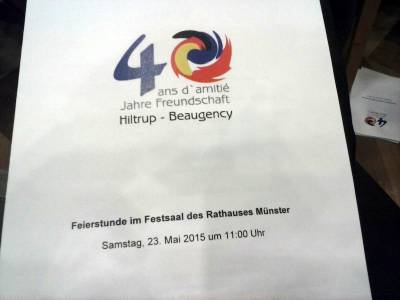 40
ans d`amitié
Jahre Freundschaft
Hiltrup - Beaugency
Feierstunde im Festsaal des Rathauses Münster
Samstag, 23. Mai 2015 um 11:00 Uhr